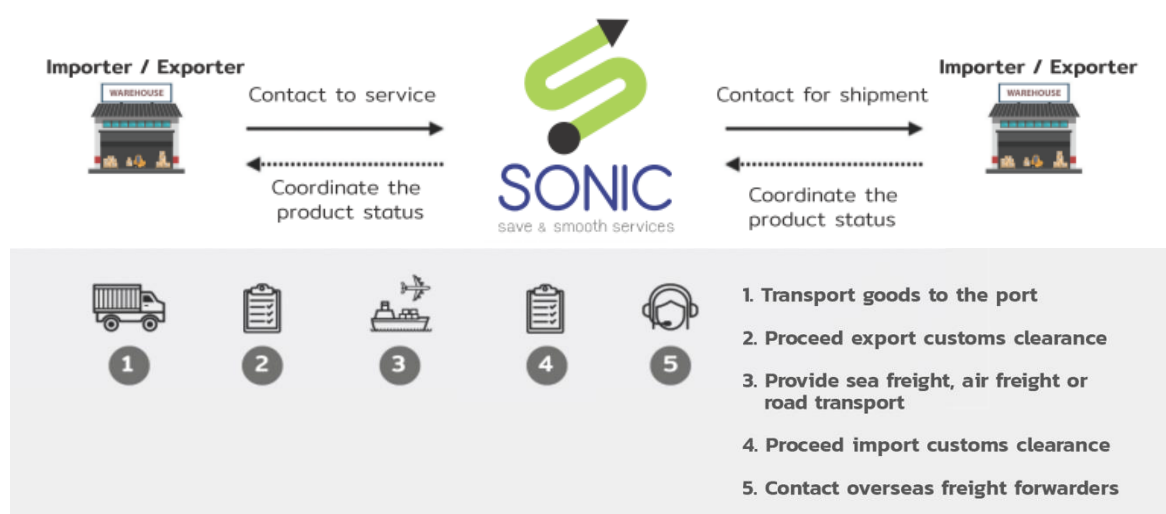 Importer / Exporter
WAREHOUSE
Contact to service
Coordinate the
product status
SONIC
save & smooth services
Contact for shipment
Coordinate the
product status
Importer / Exporter
WAREHOUSE
1
2
3
4
5
1. Transport goods to the port
2. Proceed export customs clearance
3. Provide sea freight, air freight or
road transport
4. Proceed import customs clearance
5. Contact overseas freight forwarders